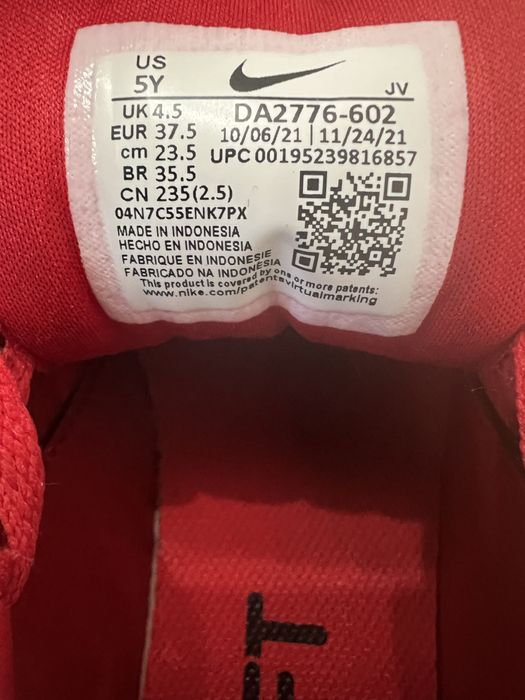 US
5Y
JV
UK 4.5
EUR 37.5
cm 23.5
BR 35.5
CN 235(2.5)
DA2776-602
10/06/21 | 11/24/21
UPC 00195239816857
04N7C55ENK7PX
MADE IN INDONESIA
HECHO EN INDONESIA
FABRIQUE EN INDONESIE
FABRICADO NA INDONÉSIA
This product is covered by one or more patents:
www.nike.com/patentsvirtualmarking
FT